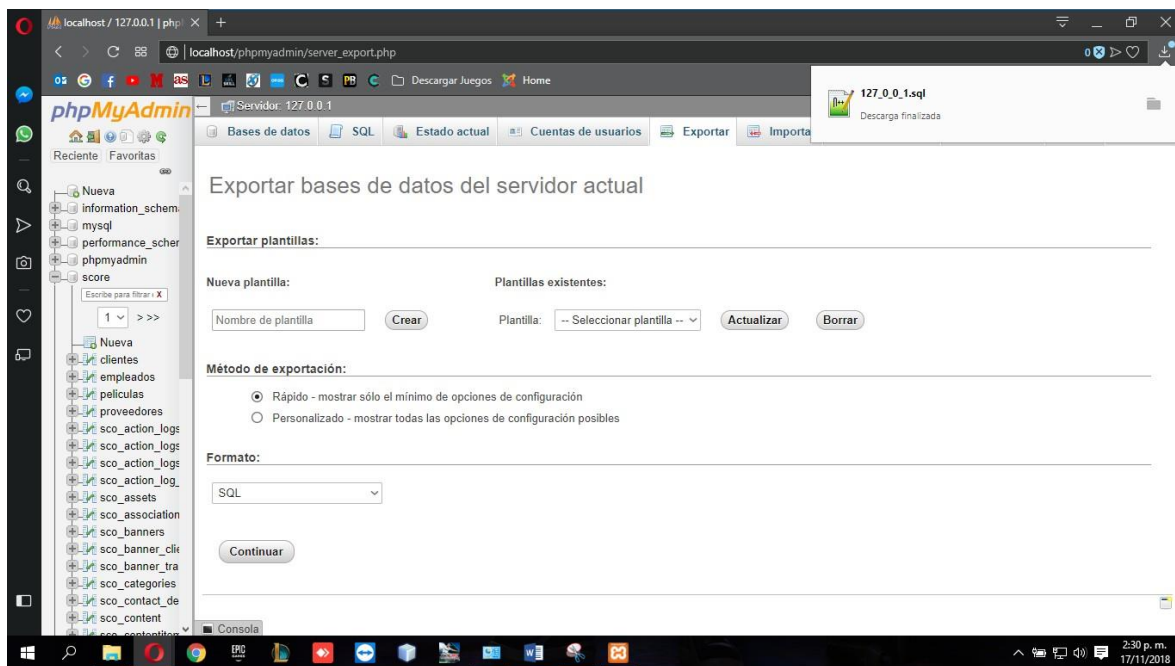 localhost / 127.0.0.1 | php
localhost/phpmyadmin/server_export.php
0
Descargar Juegos
Home
127_0_0_1.sql
Descarga finalizada
phpMyAdmin
Servidor: 127.0.0.1
Bases de datos
SQL
Estado actual
Cuentas de usuarios
Exportar
Importa
Reciente Favoritas
Nueva
information_schem
mysql
performance_scher
phpmyadmin
score
Escribe para filtrar X
1 > >>
Nueva
clientes
empleados
peliculas
proveedores
sco_action_logs
sco_action_logs
sco_action_logs
sco_action_log_
sco_assets
sco_association
sco_banners
sco_banner_clie
sco_banner_tra
sco_categories
sco_contact_de
sco_content
Exportar bases de datos del servidor actual
Exportar plantillas:
Nueva plantilla:
Plantillas existentes:
Nombre de plantilla
Crear
Plantilla:
-- Seleccionar plantilla --
Actualizar
Borrar
Método de exportación:
Rápido - mostrar sólo el mínimo de opciones de configuración
Personalizado - mostrar todas las opciones de configuración posibles
Formato:
SQL
Continuar
Consola
EPIC
2:30 p. m.
17/11/2018